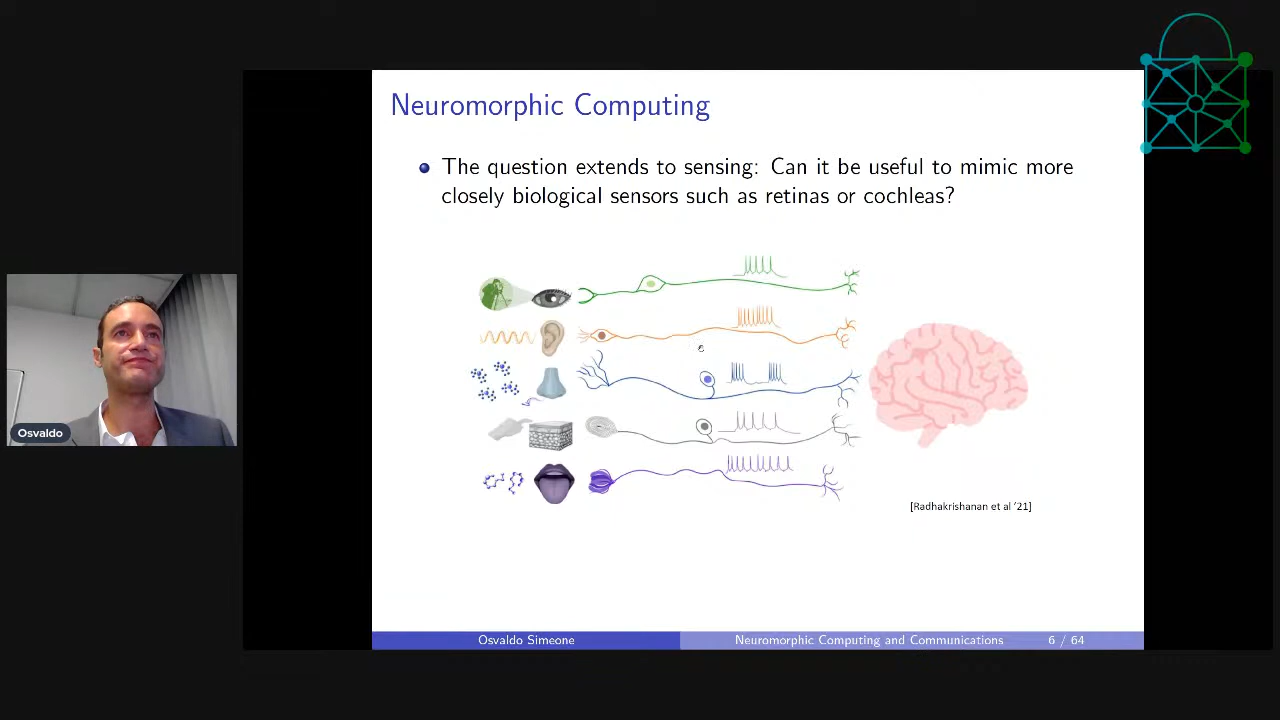 Neuromorphic Computing
The question extends to sensing: Can it be useful to mimic more
closely biological sensors such as retinas or cochleas?
[Radhakrishanan et al '21]
Osvaldo
Osvaldo Simeone
Neuromorphic Computing and Communications
6 / 64